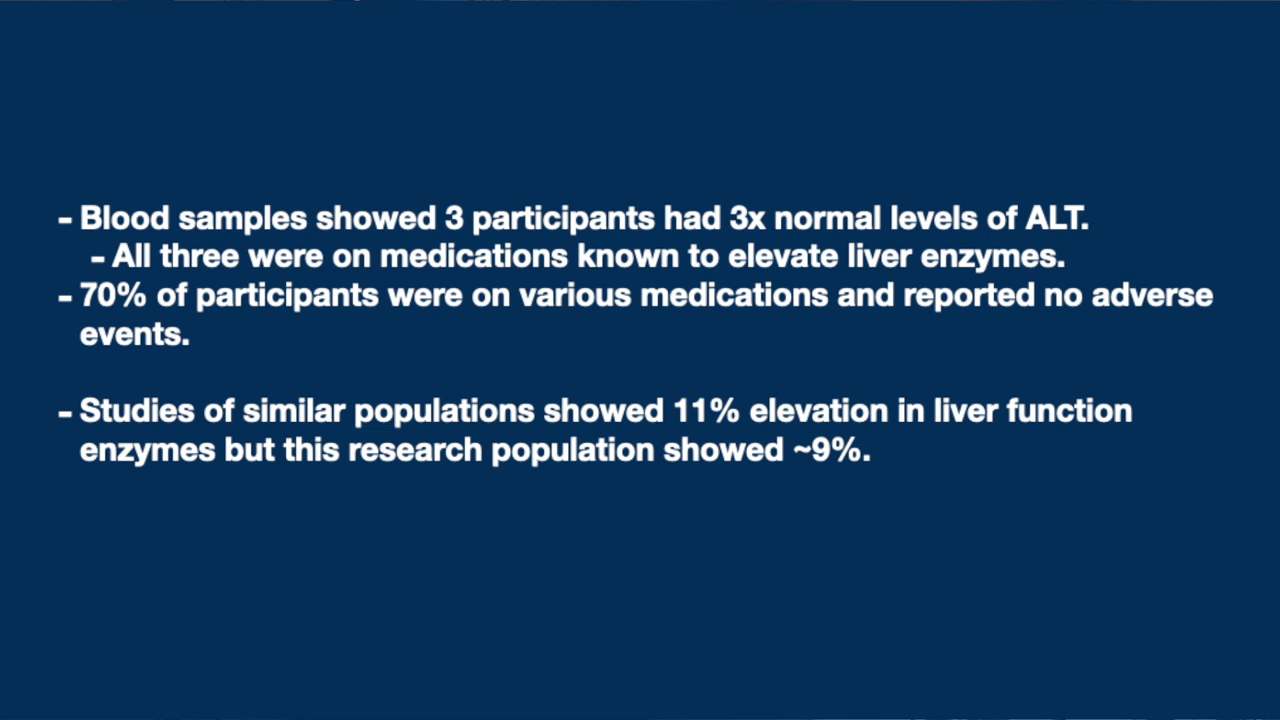 - Blood samples showed 3 participants had 3x normal levels of ALT.
- All three were on medications known to elevate liver enzymes.
- 70% of participants were on various medications and reported no adverse
events.
- Studies of similar populations showed 11% elevation in liver function
enzymes but this research population showed ~9%.